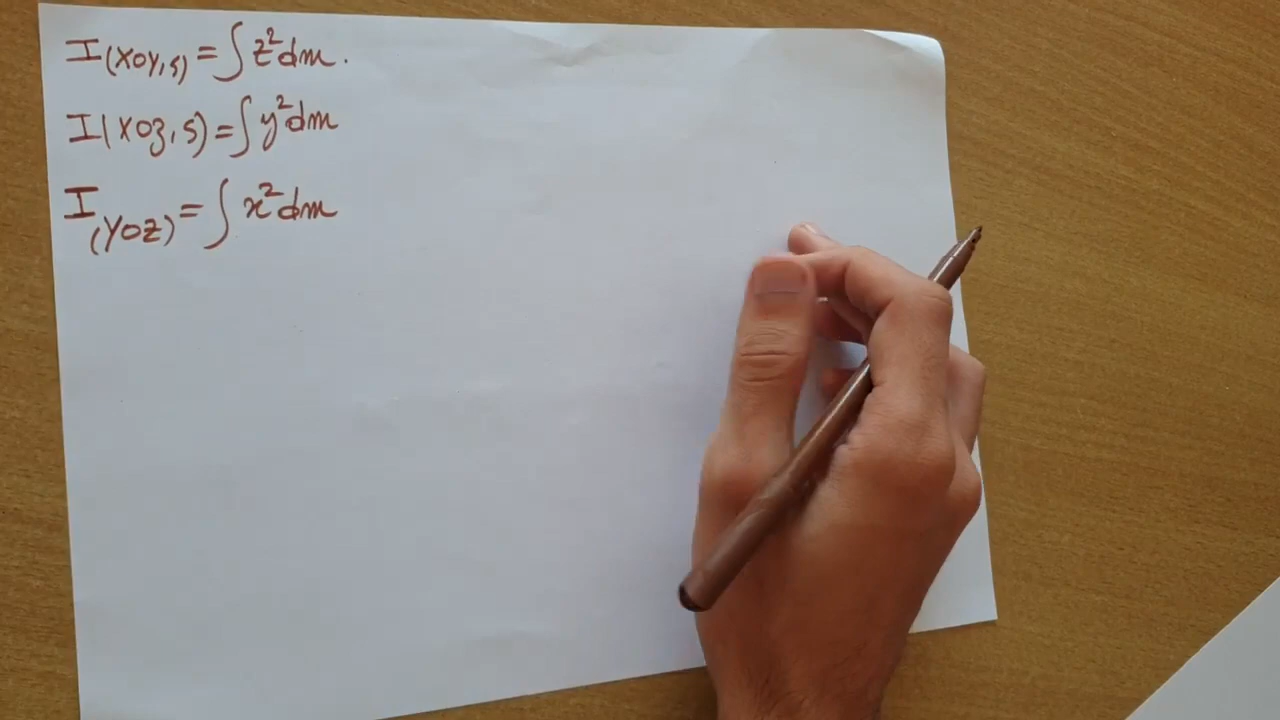 I(XOY,S) = ∫ z² dm.
I(XOz,S) = ∫ y² dm
I(YOZ) = ∫ x² dm